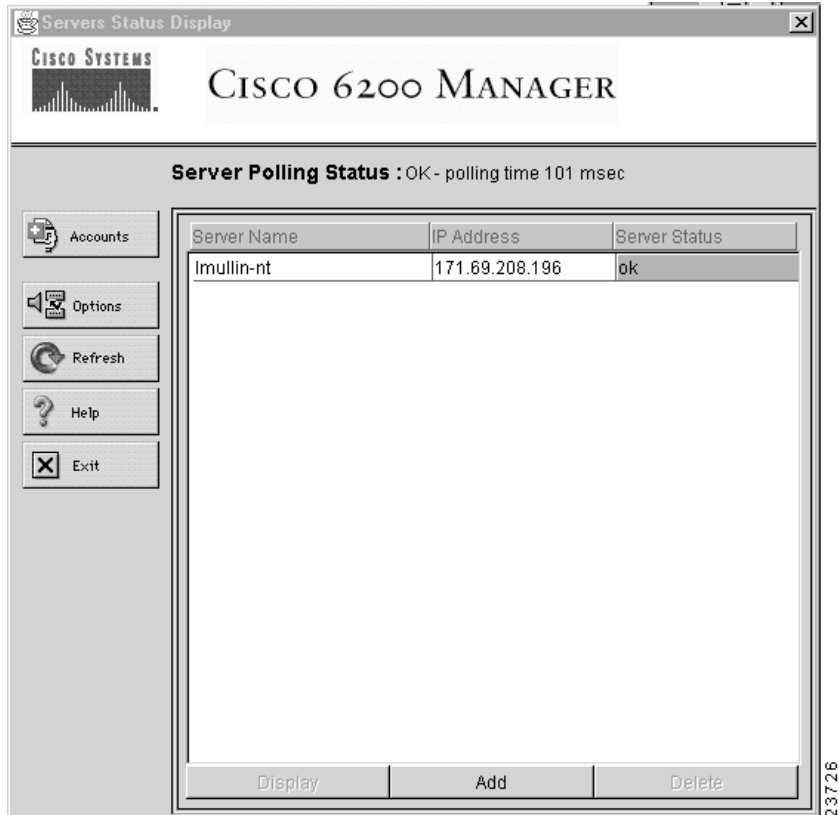 Servers Status Display
CISCO SYSTEMS
CISCO 6200 MANAGER
Server Polling Status : OK - polling time 101 msec
Accounts
Options
Refresh
Help
Exit
Server Name IP Address Server Status
lmullin-nt 171.69.208.196 ok
Display Add Delete
23726